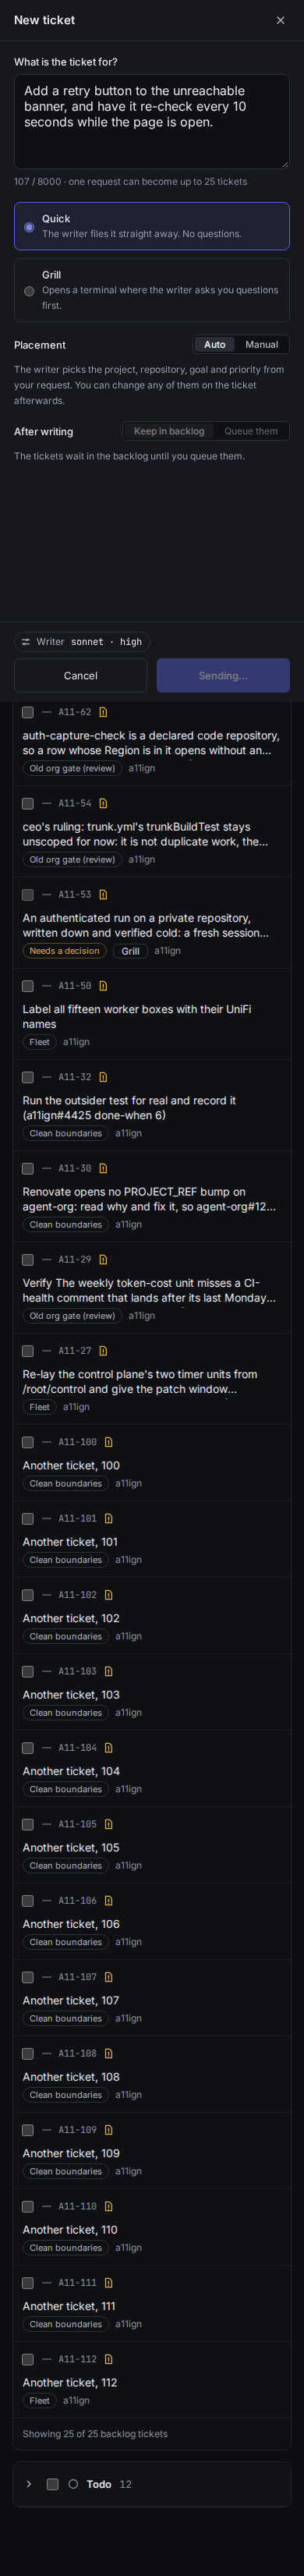 New ticket
What is the ticket for?
Add a retry button to the unreachable
banner, and have it re-check every 10
seconds while the page is open.
107 / 8000 · one request can become up to 25 tickets
Quick
The writer files it straight away. No questions.
Grill
Opens a terminal where the writer asks you questions
first.
Placement
Auto
Manual
The writer picks the project, repository, goal and priority from
your request. You can change any of them on the ticket
afterwards.
After writing
Keep in backlog
Queue them
The tickets wait in the backlog until you queue them.
Writer sonnet · high
Cancel
Sending…
A11-62
auth-capture-check is a declared code repository,
so a row whose Region is in it opens without an…
Old org gate (review) a11ign
A11-54
ceo's ruling: trunk.yml's trunkBuildTest stays
unscoped for now: it is not duplicate work, the…
Old org gate (review) a11ign
A11-53
An authenticated run on a private repository,
written down and verified cold: a fresh session…
Needs a decision Grill a11ign
A11-50
Label all fifteen worker boxes with their UniFi
names
Fleet a11ign
A11-32
Run the outsider test for real and record it
(a11ign#4425 done-when 6)
Clean boundaries a11ign
A11-30
Renovate opens no PROJECT_REF bump on
agent-org: read why and fix it, so agent-org#12…
Clean boundaries a11ign
A11-29
Verify The weekly token-cost unit misses a CI-
health comment that lands after its last Monday…
Old org gate (review) a11ign
A11-27
Re-lay the control plane's two timer units from
/root/control and give the patch window…
Fleet a11ign
A11-100
Another ticket, 100
Clean boundaries a11ign
A11-101
Another ticket, 101
Clean boundaries a11ign
A11-102
Another ticket, 102
Clean boundaries a11ign
A11-103
Another ticket, 103
Clean boundaries a11ign
A11-104
Another ticket, 104
Clean boundaries a11ign
A11-105
Another ticket, 105
Clean boundaries a11ign
A11-106
Another ticket, 106
Clean boundaries a11ign
A11-107
Another ticket, 107
Clean boundaries a11ign
A11-108
Another ticket, 108
Clean boundaries a11ign
A11-109
Another ticket, 109
Clean boundaries a11ign
A11-110
Another ticket, 110
Clean boundaries a11ign
A11-111
Another ticket, 111
Clean boundaries a11ign
A11-112
Another ticket, 112
Fleet a11ign
Showing 25 of 25 backlog tickets
Todo 12